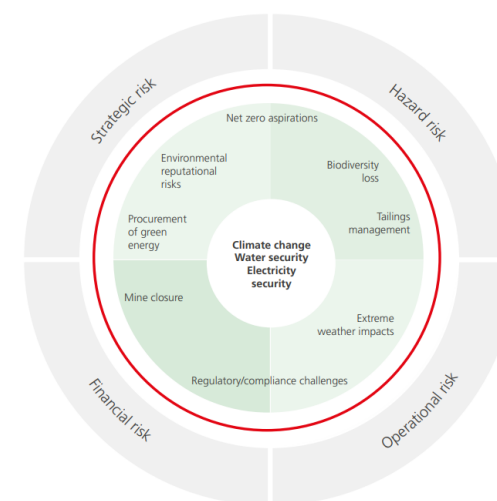 Strategic risk
Hazard risk
Net zero aspirations
Environmental
reputational
risks
Biodiversity
loss
Procurement
of green
energy
Tailings
management
Climate change
Water security
Electricity
security
Mine closure
Extreme
weather impacts
Regulatory/compliance challenges
Financial risk
Operational risk